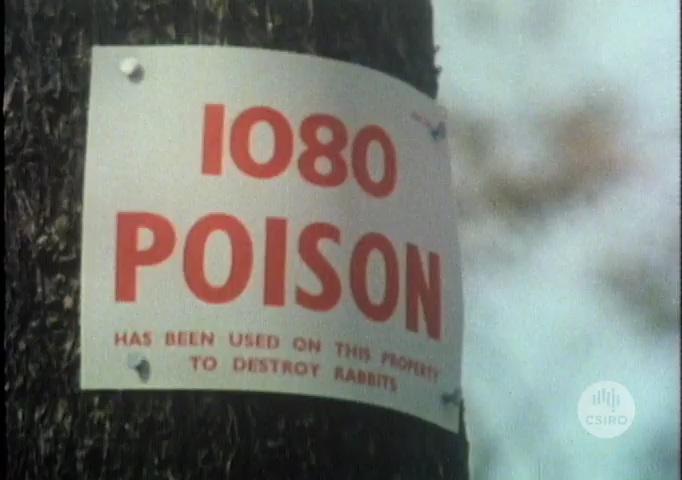 1080
POISON
HAS BEEN USED ON THIS PROPERTY
TO DESTROY RABBITS
CSIRO